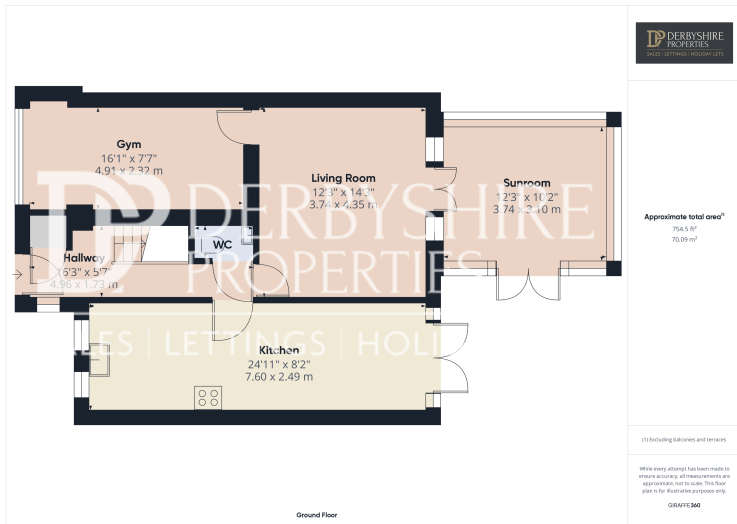 DERBYSHIRE
PROPERTIES
SALES | LETTINGS | HOLIDAY LETS
Gym
16'1" x 7'7"
4.91 x 2.32 m
Living Room
12'3" x 14'3"
3.74 x 4.35 m
Sunroom
12'3" x 10'2"
3.74 x 3.10 m
Approximate total area(1)
754.5 ft²
70.09 m²
DERBYSHIRE
PROPERTIES
SALES | LETTINGS | HOLI
WC
Hallway
16'3" x 5'7"
4.96 x 1.73 m
Kitchen
24'11" x 8'2"
7.60 x 2.49 m
(1) Excluding balconies and terraces
While every attempt has been made to
ensure accuracy, all measurements are
approximate, not to scale. This floor
plan is for illustrative purposes only.
GIRAFFE360
Ground Floor